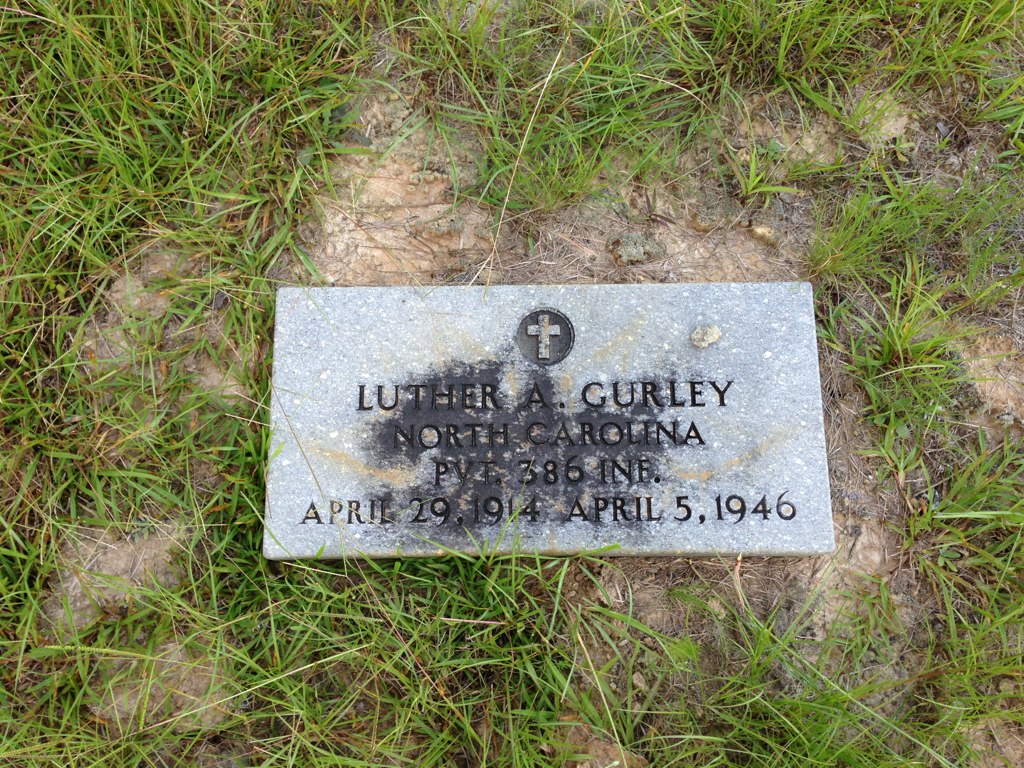 LUTHER A. GURLEY
NORTH CAROLINA
PVT. 386 INF.
APRIL 29, 1914 APRIL 5, 1946